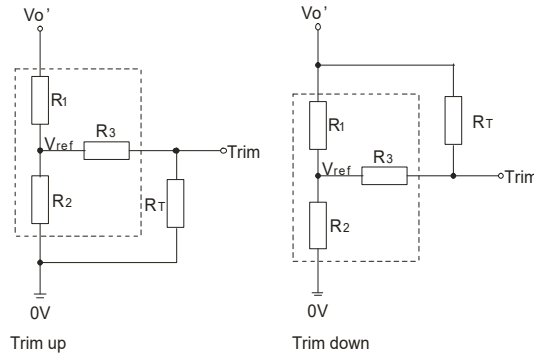 Vo'
R1
Vref
R3
Trim
R2
RT
0V
Trim up
Vo'
R1
RT
Vref
R3
Trim
R2
0V
Trim down